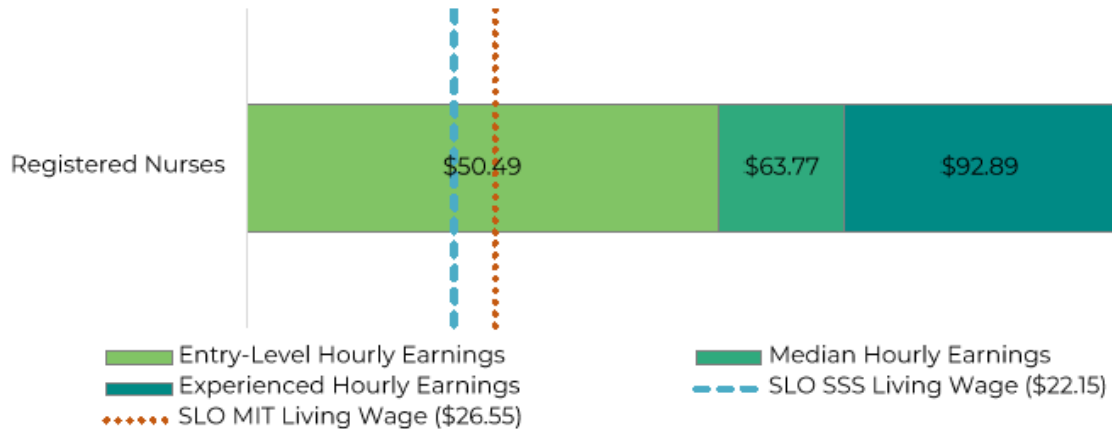 Registered Nurses
$50.49
$63.77
$92.89
Entry-Level Hourly Earnings
Median Hourly Earnings
Experienced Hourly Earnings
SLO SSS Living Wage ($22.15)
SLO MIT Living Wage ($26.55)